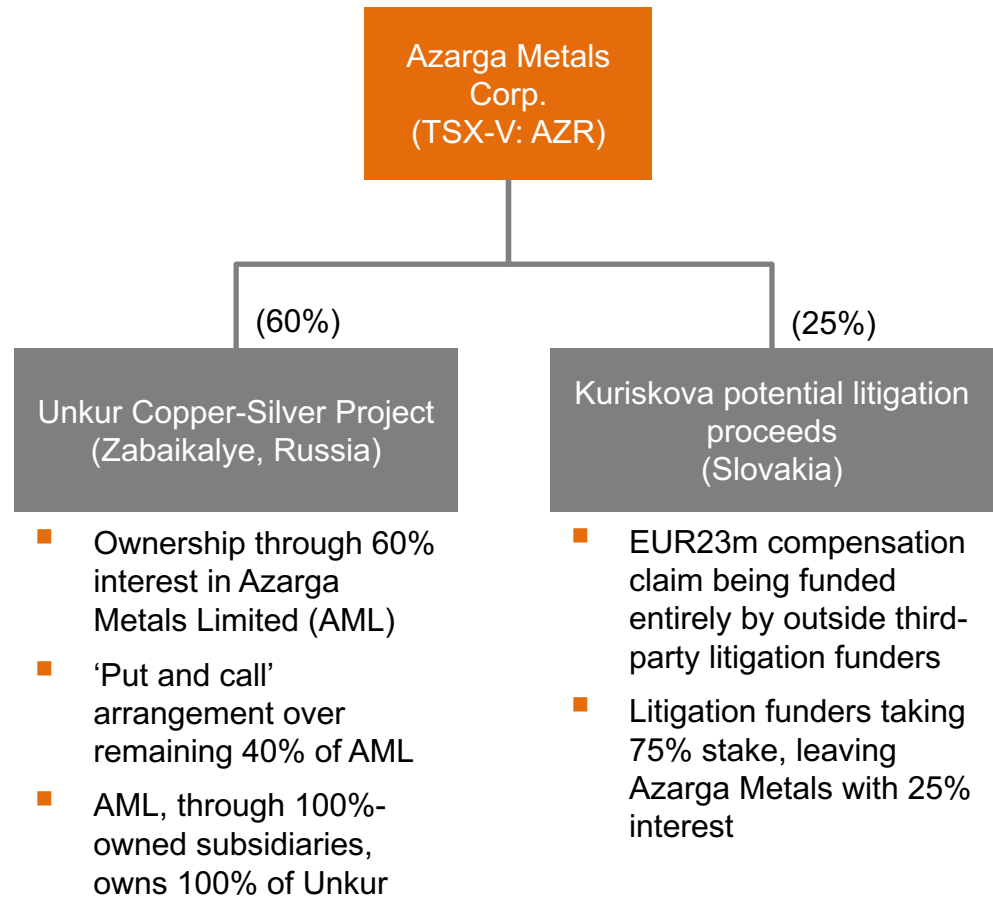 Azarga Metals
Corp.
(TSX-V: AZR)
(60%)
(25%)
Unkur Copper-Silver Project
(Zabaikalye, Russia)
Kuriskova potential litigation
proceeds
(Slovakia)
▪ Ownership through 60%
interest in Azarga
Metals Limited (AML)
▪ ‘Put and call’
arrangement over
remaining 40% of AML
▪ AML, through 100%-
owned subsidiaries,
owns 100% of Unkur
▪ EUR23m compensation
claim being funded
entirely by outside third-
party litigation funders
▪ Litigation funders taking
75% stake, leaving
Azarga Metals with 25%
interest